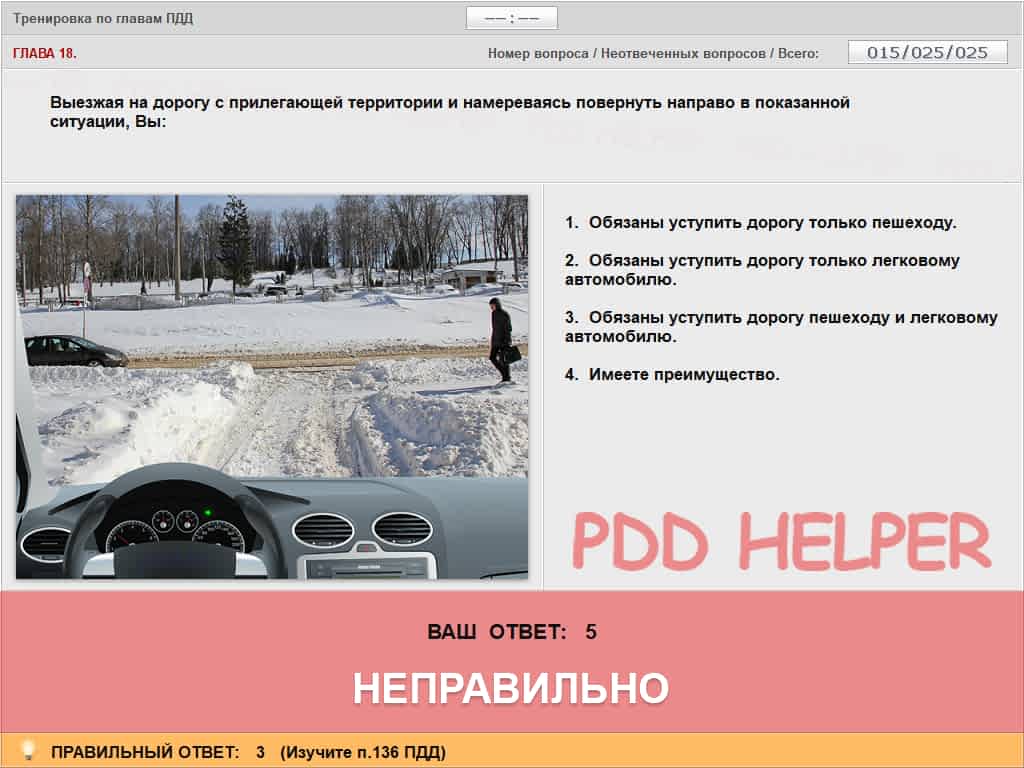 Тренировка по главам ПДД
—— : ——
ГЛАВА 18.
Номер вопроса / Неотвеченных вопросов / Всего:
015/025/025
Выезжая на дорогу с прилегающей территории и намереваясь повернуть направо в показанной
ситуации, Вы:
1. Обязаны уступить дорогу только пешеходу.
2. Обязаны уступить дорогу только легковому
автомобилю.
3. Обязаны уступить дорогу пешеходу и легковому
автомобилю.
4. Имеете преимущество.
PDD HELPER
ВАШ ОТВЕТ: 5
НЕПРАВИЛЬНО
ПРАВИЛЬНЫЙ ОТВЕТ: 3 (Изучите п.136 ПДД)